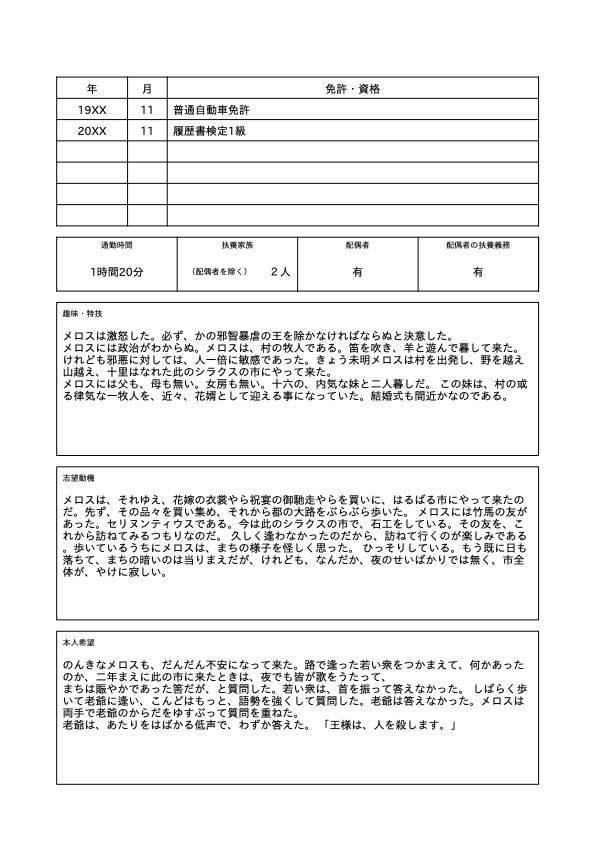 年 月 免許・資格
19XX 11 普通自動車免許
20XX 11 履歴書検定1級
通勤時間 扶養家族 配偶者 配偶者の扶養義務
1時間20分 （配偶者を除く） 2人 有 有
趣味・特技
メロスは激怒した。必ず、かの邪智暴虐の王を除かなければならぬと決意した。
メロスには政治がわからぬ。メロスは、村の牧人である。笛を吹き、羊と遊んで暮して来た。
けれども邪悪に対しては、人一倍に敏感であった。きょう未明メロスは村を出発し、野を越え
山越え、十里はなれた此のシラクスの市にやって来た。
メロスには父も、母も無い。女房も無い。十六の、内気な妹と二人暮しだ。 この妹は、村の或
る律気な一牧人を、近々、花婿として迎える事になっていた。結婚式も間近かなのである。
志望動機
メロスは、それゆえ、花嫁の衣裳やら祝宴の御馳走やらを買いに、はるばる市にやって来たの
だ。先ず、その品々を買い集め、それから都の大路をぶらぶら歩いた。 メロスには竹馬の友が
あった。セリヌンティウスである。今は此のシラクスの市で、石工をしている。その友を、こ
れから訪ねてみるつもりなのだ。 久しく逢わなかったのだから、訪ねて行くのが楽しみである
。歩いているうちにメロスは、まちの様子を怪しく思った。 ひっそりしている。もう既に日も
落ちて、まちの暗いのは当りまえだが、けれども、なんだか、夜のせいばかりでは無く、市全
体が、やけに寂しい。
本人希望
のんきなメロスも、だんだん不安になって来た。路で逢った若い衆をつかまえて、何かあった
のか、二年まえに此の市に来たときは、夜でも皆が歌をうたって、
まちは賑やかであった筈だが、と質問した。若い衆は、首を振って答えなかった。 しばらく歩
いて老爺に逢い、こんどはもっと、語勢を強くして質問した。老爺は答えなかった。メロスは
両手で老爺のからだをゆすぶって質問を重ねた。
老爺は、あたりをはばかる低声で、わずか答えた。 「王様は、人を殺します。」